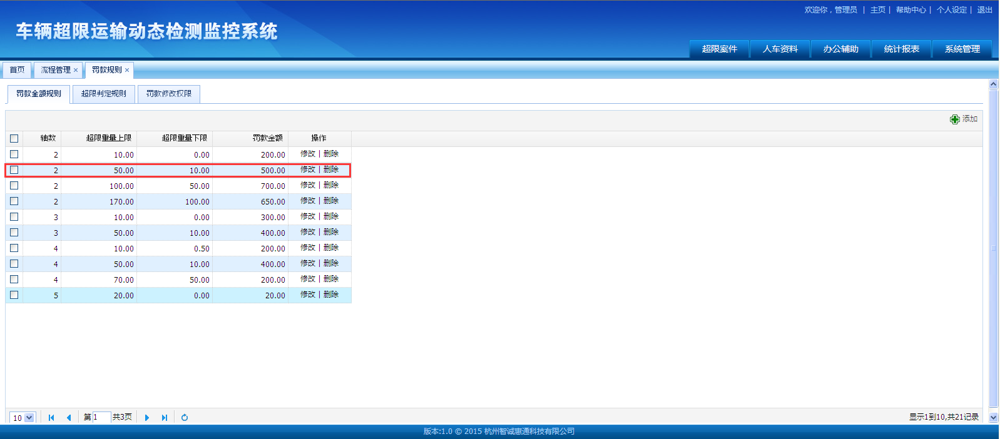 欢迎你，管理员 | 主页 | 帮助中心 | 个人设定 | 退出
车辆超限运输动态检测监控系统
超限案件 人车资料 办公辅助 统计报表 系统管理
首页 流程管理 × 罚款规则 ×
罚款金额规则 超限判定规则 罚款修改权限
添加
轴数 超限重量上限 超限重量下限 罚款金额 操作
2 10.00 0.00 200.00 修改 | 删除
2 50.00 10.00 500.00 修改 | 删除
2 100.00 50.00 700.00 修改 | 删除
2 170.00 100.00 650.00 修改 | 删除
3 10.00 0.00 300.00 修改 | 删除
3 50.00 10.00 400.00 修改 | 删除
4 10.00 0.50 200.00 修改 | 删除
4 50.00 10.00 400.00 修改 | 删除
4 70.00 50.00 200.00 修改 | 删除
5 20.00 0.00 20.00 修改 | 删除
10 第 1 共3页 显示1到10,共21记录
版本:1.0 © 2015 杭州智诚惠通科技有限公司